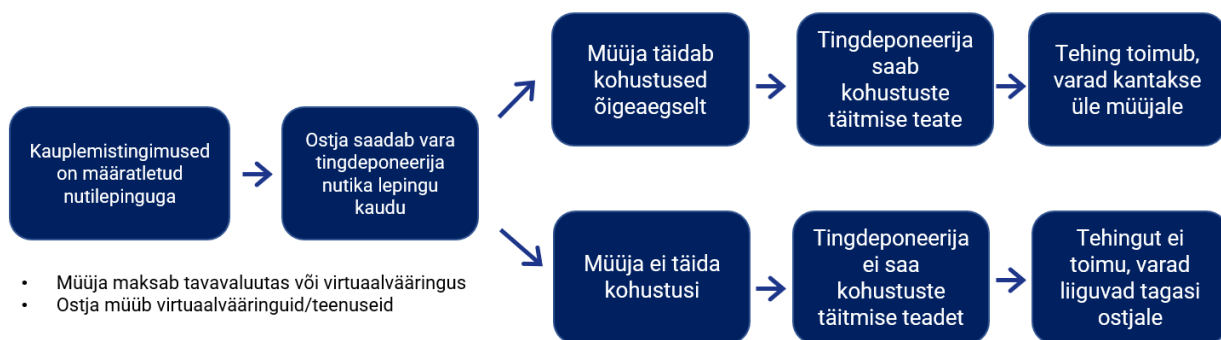 Kauplemistingimused
on määratletud
nutilepinguga
Ostja saadab vara
tingdeponeerija
nutika lepingu
kaudu
Müüja täidab
kohustused
õigeaegselt
Tingdeponeerija
saab
kohustuste
täitmise teate
Tehing toimub,
varad kantakse
üle müüjale
Müüja ei täida
kohustusi
Tingdeponeerija
ei saa
kohustuste
täitmise teadet
Tehingut ei
toimu, varad
liiguvad tagasi
ostjale
• Müüja maksab tavavaluutas või virtuaalvääringus
• Ostja müüb virtuaalvääringuid/teenuseid